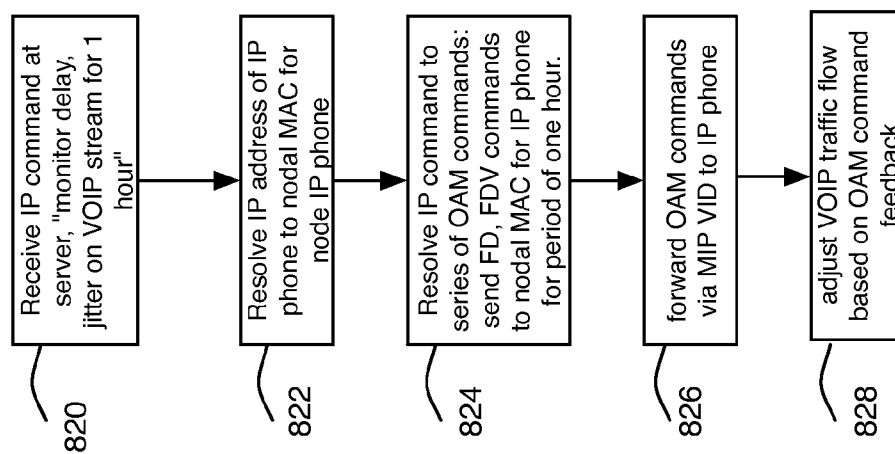 Receive IP command at
server, "monitor delay,
jitter on VOIP stream for 1
hour"
820
Resolve IP address of IP
phone to nodal MAC for
node IP phone
822
Resolve IP command to
series of OAM commands:
send FD, FDV commands
to nodal MAC for IP phone
for period of one hour.
824
forward OAM commands
via MIP VID to IP phone
826
adjust VOIP traffic flow
based on OAM command
feedback
828